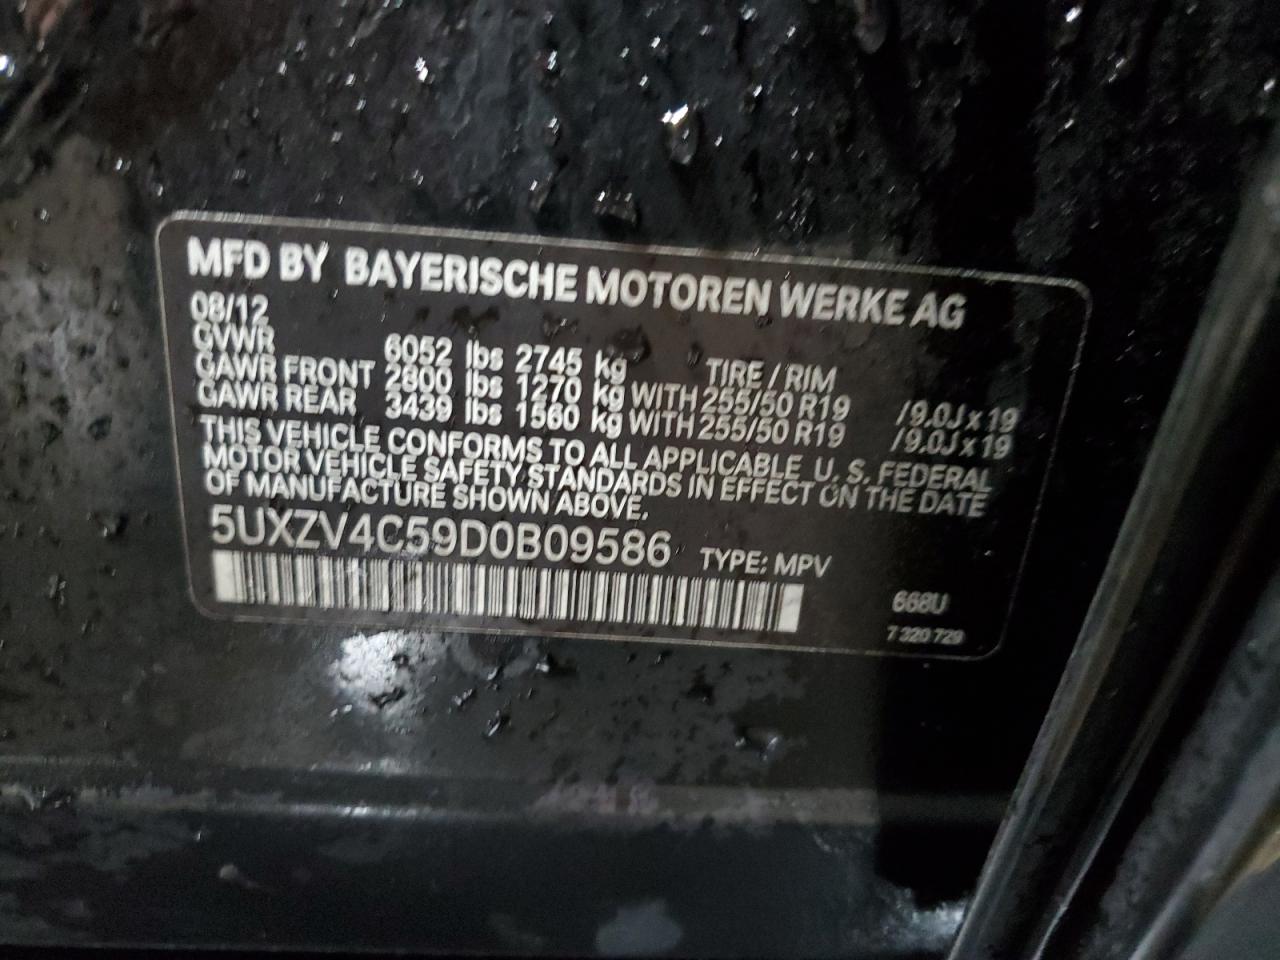 MFD BY BAYERISCHE MOTOREN WERKE AG
08/12
GVWR 6052 lbs 2745 kg TIRE / RIM
GAWR FRONT 2800 lbs 1270 kg WITH 255/50 R19 /9.0J x 19
GAWR REAR 3439 lbs 1560 kg WITH 255/50 R19 /9.0J x 19
THIS VEHICLE CONFORMS TO ALL APPLICABLE U. S. FEDERAL
MOTOR VEHICLE SAFETY STANDARDS IN EFFECT ON THE DATE
OF MANUFACTURE SHOWN ABOVE.
5UXZV4C59D0B09586 TYPE: MPV
668U
7 320 729